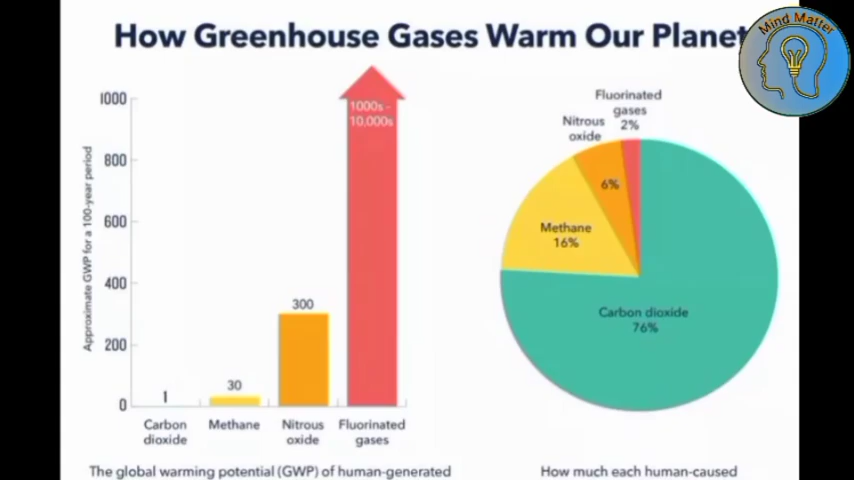 How Greenhouse Gases Warm Our Planet
Mind Matter
Approximate GWP for a 100-year period
1000
800
600
400
200
0
1
30
300
1000s -
10,000s
Carbon
dioxide
Methane
Nitrous
oxide
Fluorinated
gases
The global warming potential (GWP) of human-generated
Fluorinated
gases
2%
Nitrous
oxide
6%
Methane
16%
Carbon dioxide
76%
How much each human-caused